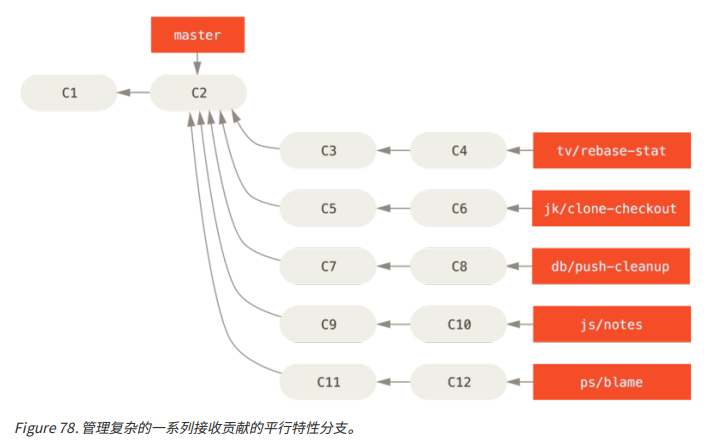 master
C1
C2
C3
C4
tv/rebase-stat
C5
C6
jk/clone-checkout
C7
C8
db/push-cleanup
C9
C10
js/notes
C11
C12
ps/blame
Figure 78. 管理复杂的一系列接收贡献的平行特性分支。